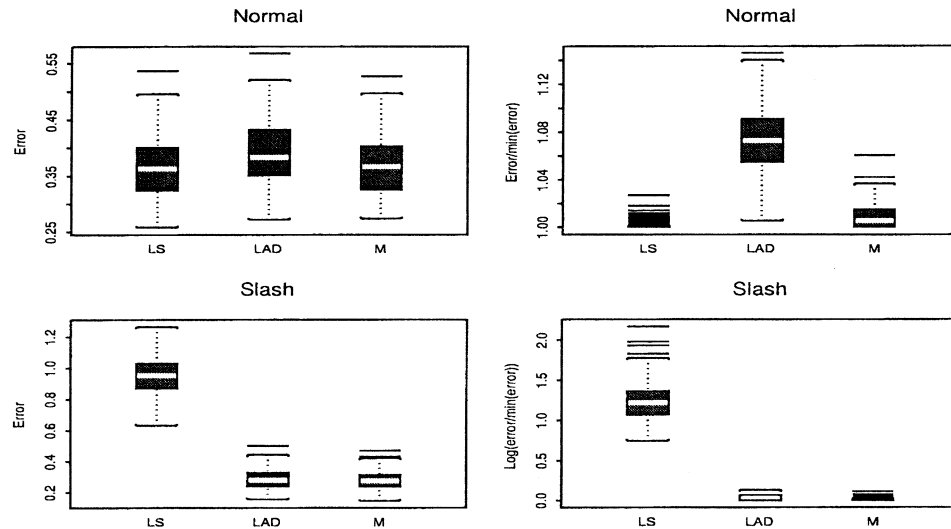 Normal
Error
0.55
0.45
0.35
0.25
LS
LAD
M
Normal
Error/min(error)
1.12
1.08
1.04
1.00
LS
LAD
M
Slash
Error
1.2
1.0
0.8
0.6
0.4
0.2
LS
LAD
M
Slash
Log(error/min(error))
2.0
1.5
1.0
0.5
0.0
LS
LAD
M